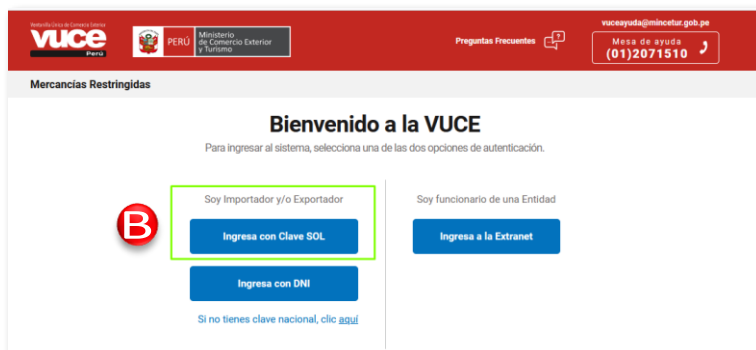 Ventanilla Única de Comercio Exterior
vuce
Perú
PERÚ
Ministerio
de Comercio Exterior
y Turismo
Preguntas Frecuentes
?
vuceayuda@mincetur.gob.pe
Mesa de ayuda
(01)2071510
Mercancías Restringidas
Bienvenido a la VUCE
Para ingresar al sistema, selecciona una de las dos opciones de autenticación.
Soy Importador y/o Exportador
Soy funcionario de una Entidad
B
Ingresa con Clave SOL
Ingresa a la Extranet
Ingresa con DNI
Si no tienes clave nacional, clic aquí